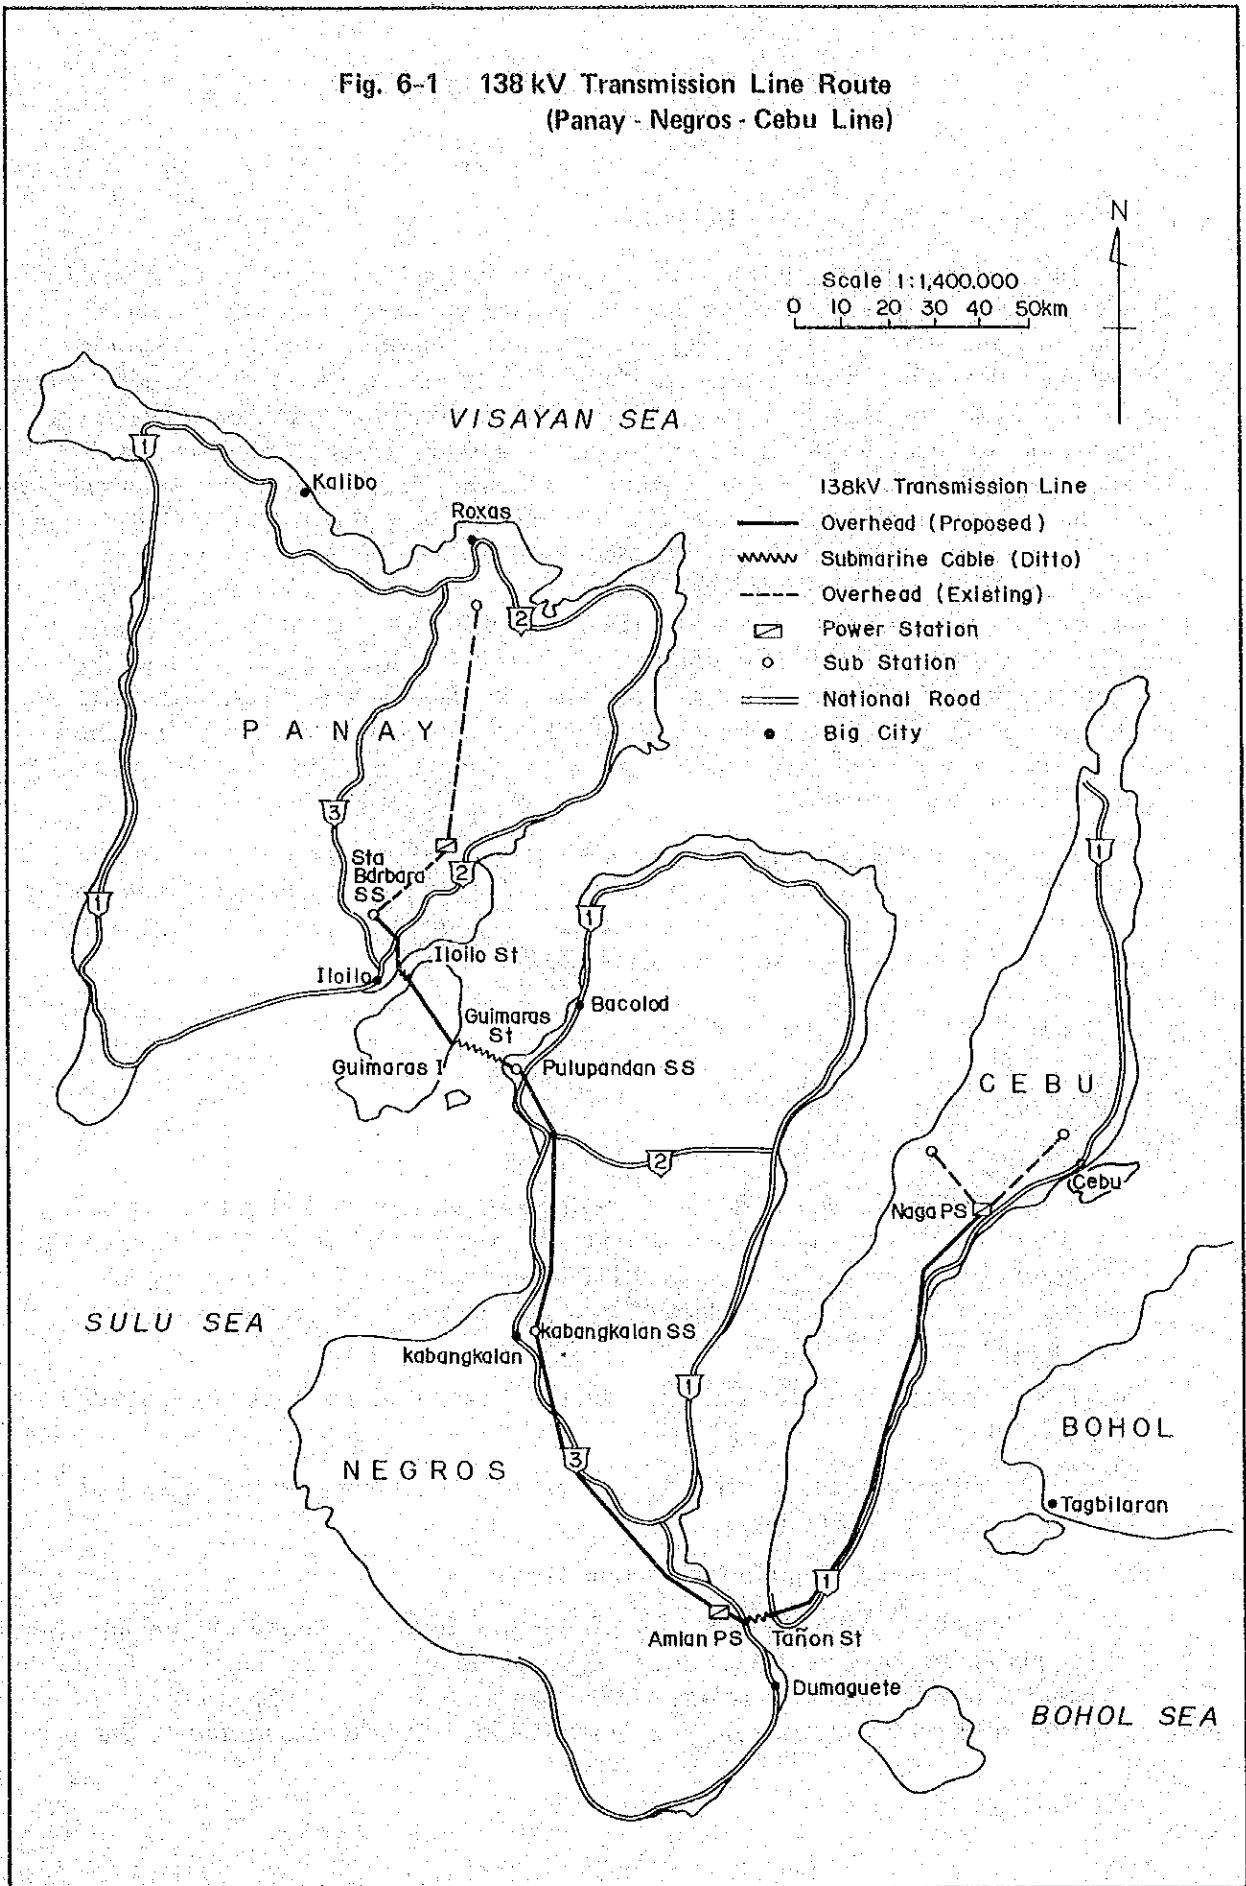 Fig. 6-1 138 kV Transmission Line Route
(Panay - Negros - Cebu Line)
N
Scale 1:1,400.000
0 10 20 30 40 50km
VISAYAN SEA
1
Kalibo
Roxas
138kV Transmission Line
Overhead (Proposed)
Submarine Cable (Ditto)
Overhead (Existing)
2
Power Station
Sub Station
National Rood
Big City
PANAY
3
Sta
Barbara
SS
2
1
1
1
Iloilo St
Iloilo
Guimaras
St
Bacolod
Guimaras I
Pulupandan SS
CEBU
2
Cebu
Naga PS
SULU SEA
kabangkalan SS
kabangkalan
1
BOHOL
3
NEGROS
Tagbilaran
1
Amlan PS
Tañon St
Dumaguete
BOHOL SEA